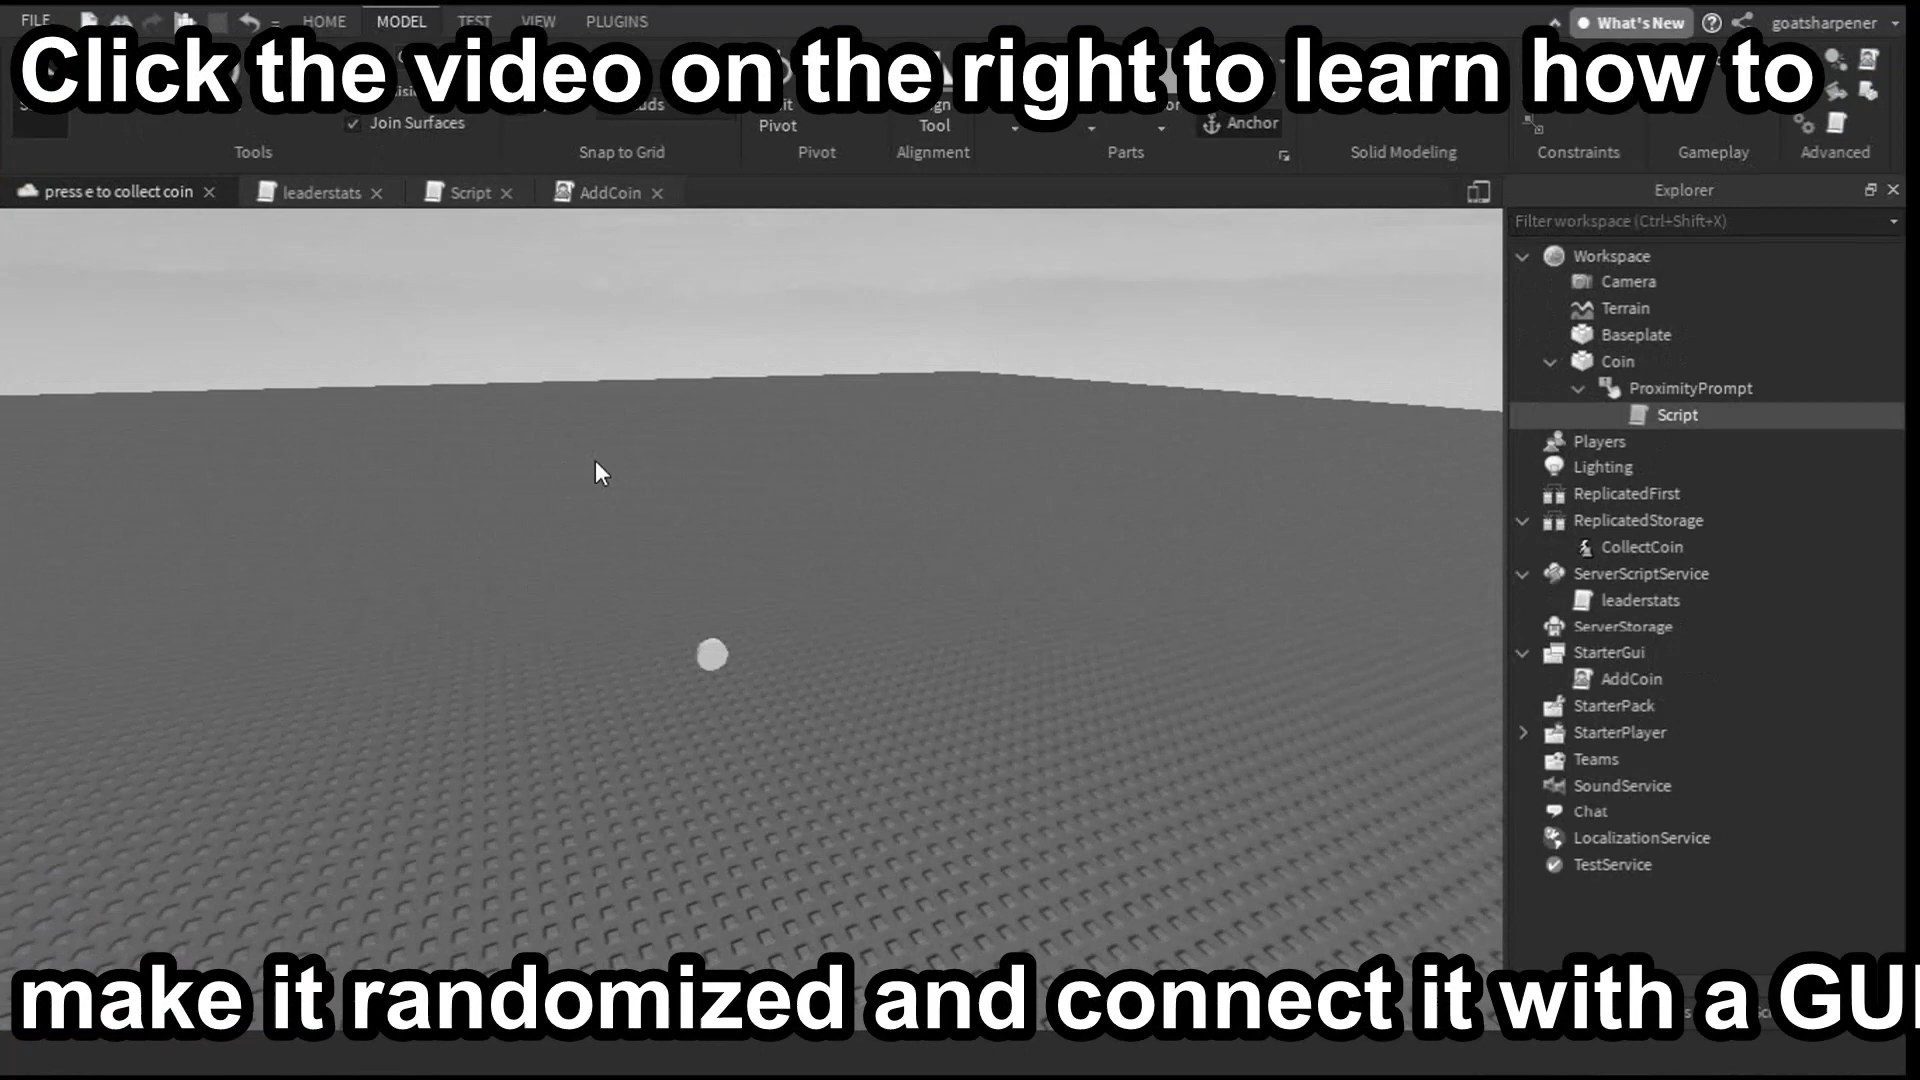 FILE HOME MODEL TEST VIEW PLUGINS What's New goatsharpener
Click the video on the right to learn how to
Join Surfaces Pivot Tool Anchor
Tools Snap to Grid Pivot Alignment Parts Solid Modeling Constraints Gameplay Advanced
press e to collect coin leaderstats Script AddCoin Explorer
Filter workspace (Ctrl+Shift+X)
Workspace
Camera
Terrain
Baseplate
Coin
ProximityPrompt
Script
Players
Lighting
ReplicatedFirst
ReplicatedStorage
CollectCoin
ServerScriptService
leaderstats
ServerStorage
StarterGui
AddCoin
StarterPack
StarterPlayer
Teams
SoundService
Chat
LocalizationService
TestService
make it randomized and connect it with a GUI